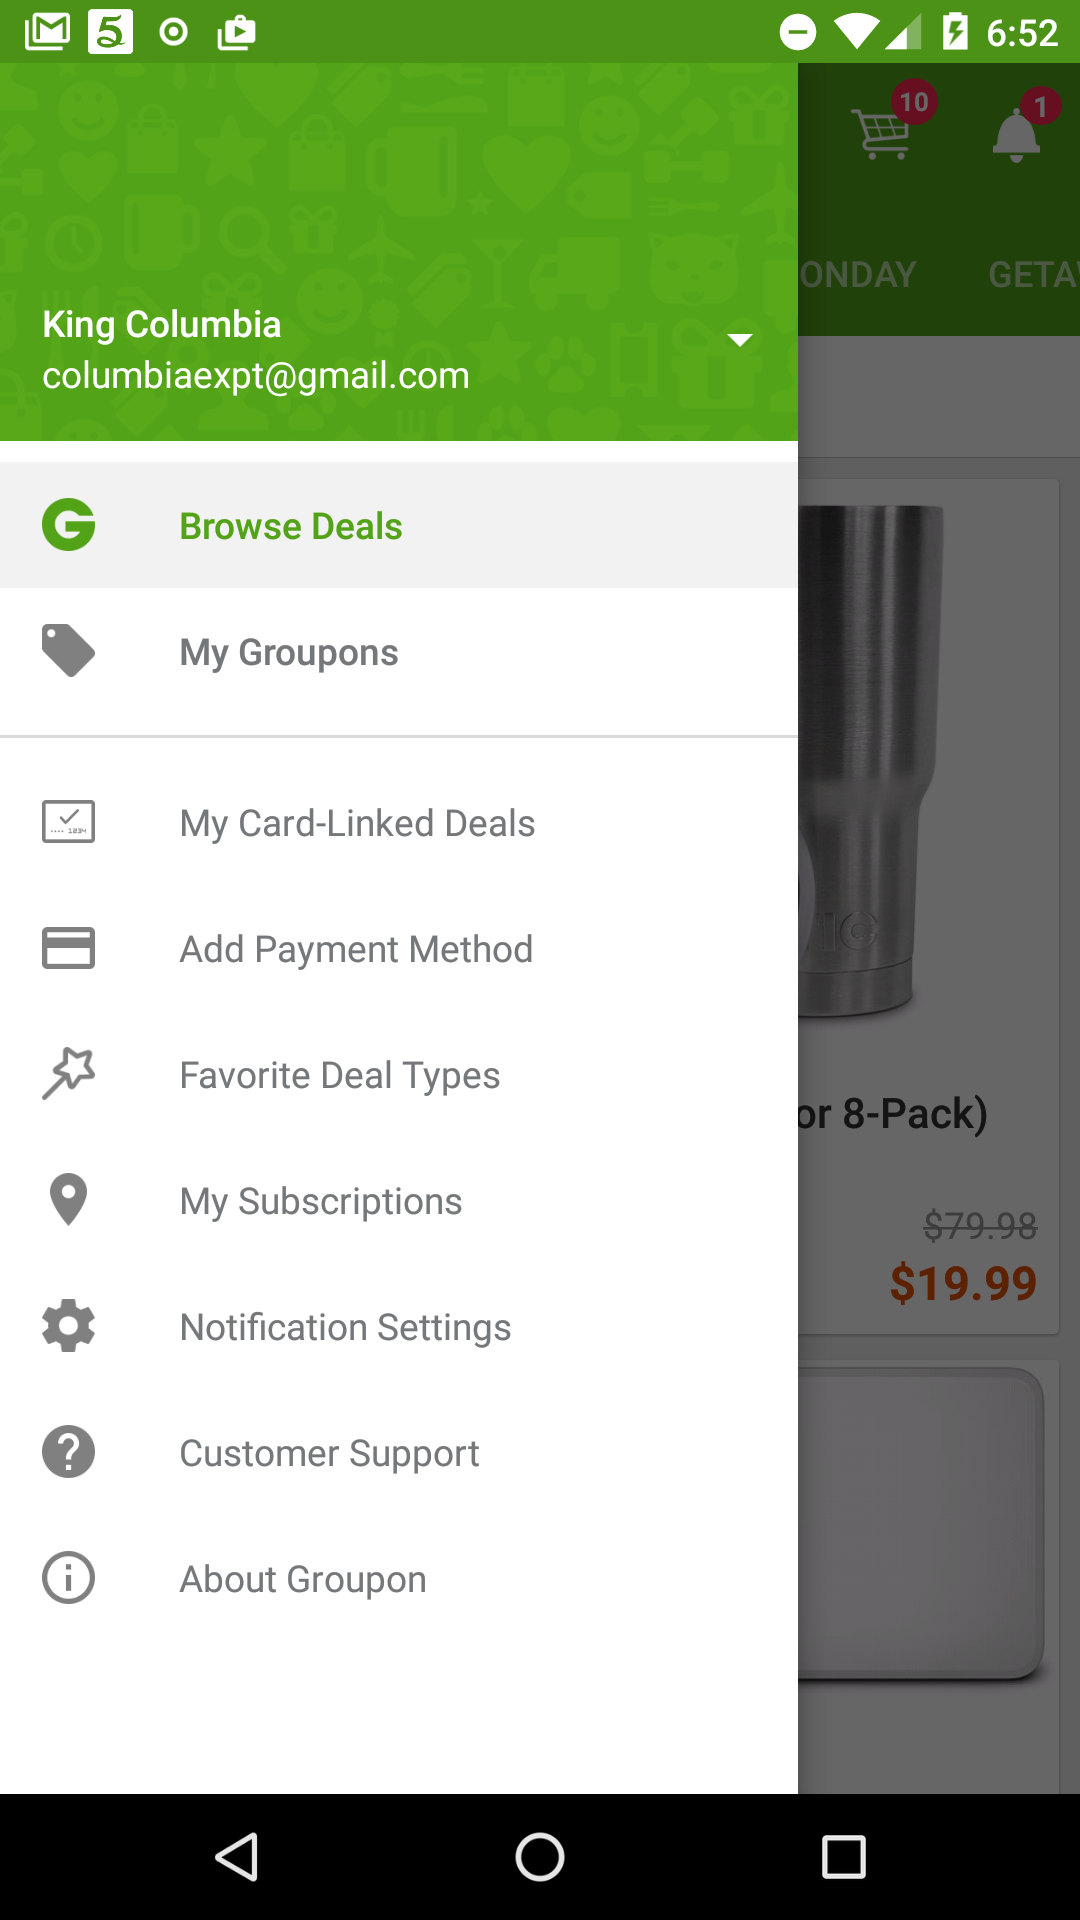 6:52
10
1
ONDAY
GETA
King Columbia
columbiaexpt@gmail.com
Browse Deals
My Groupons
My Card-Linked Deals
Add Payment Method
Favorite Deal Types
My Subscriptions
Notification Settings
Customer Support
About Groupon
or 8-Pack)
$79.98
$19.99